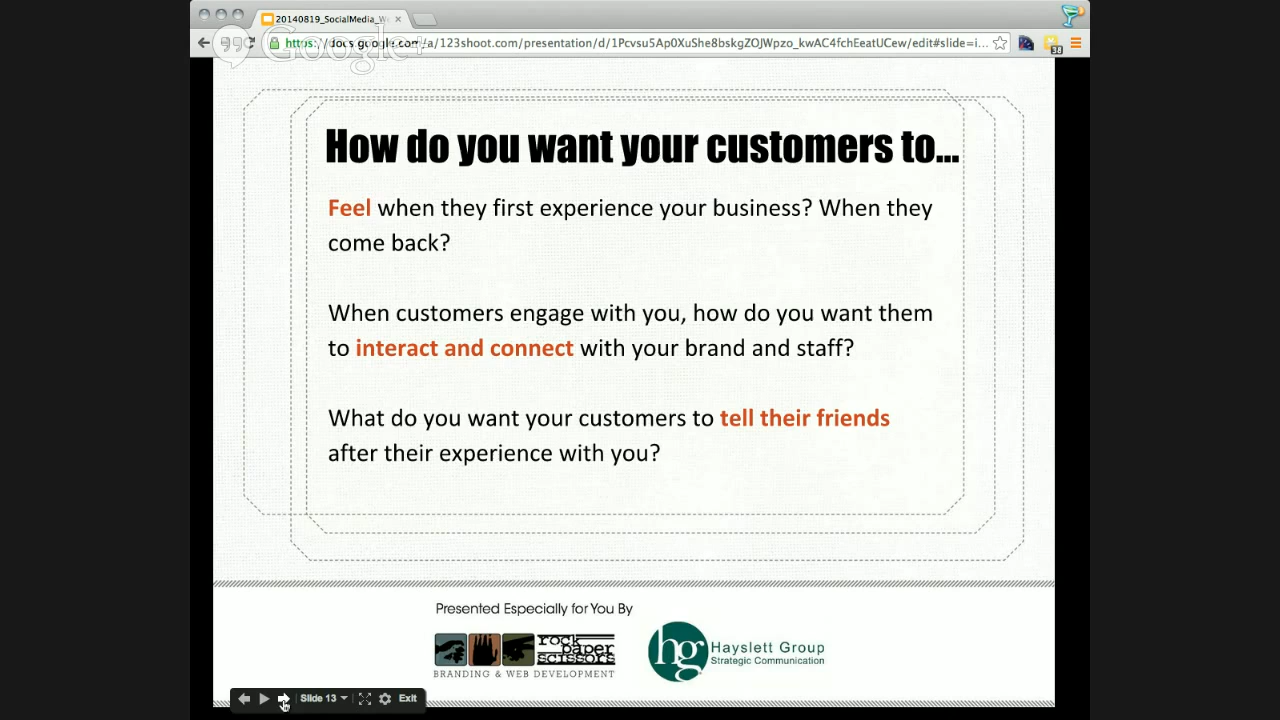 20140819_SocialMedia_We
https://docs.google.com/a/123shoot.com/presentation/d/1Pcvsu5Ap0XuShe8bskgZOJWpzo_kwAC4fchEeatUCew/edit#slide=i...
Google+
38
How do you want your customers to...
Feel when they first experience your business? When they
come back?
When customers engage with you, how do you want them
to interact and connect with your brand and staff?
What do you want your customers to tell their friends
after their experience with you?
Presented Especially for You By
rock
paper
scissors
BRANDING & WEB DEVELOPMENT
hg
Hayslett Group
Strategic Communication
Slide 13
Exit